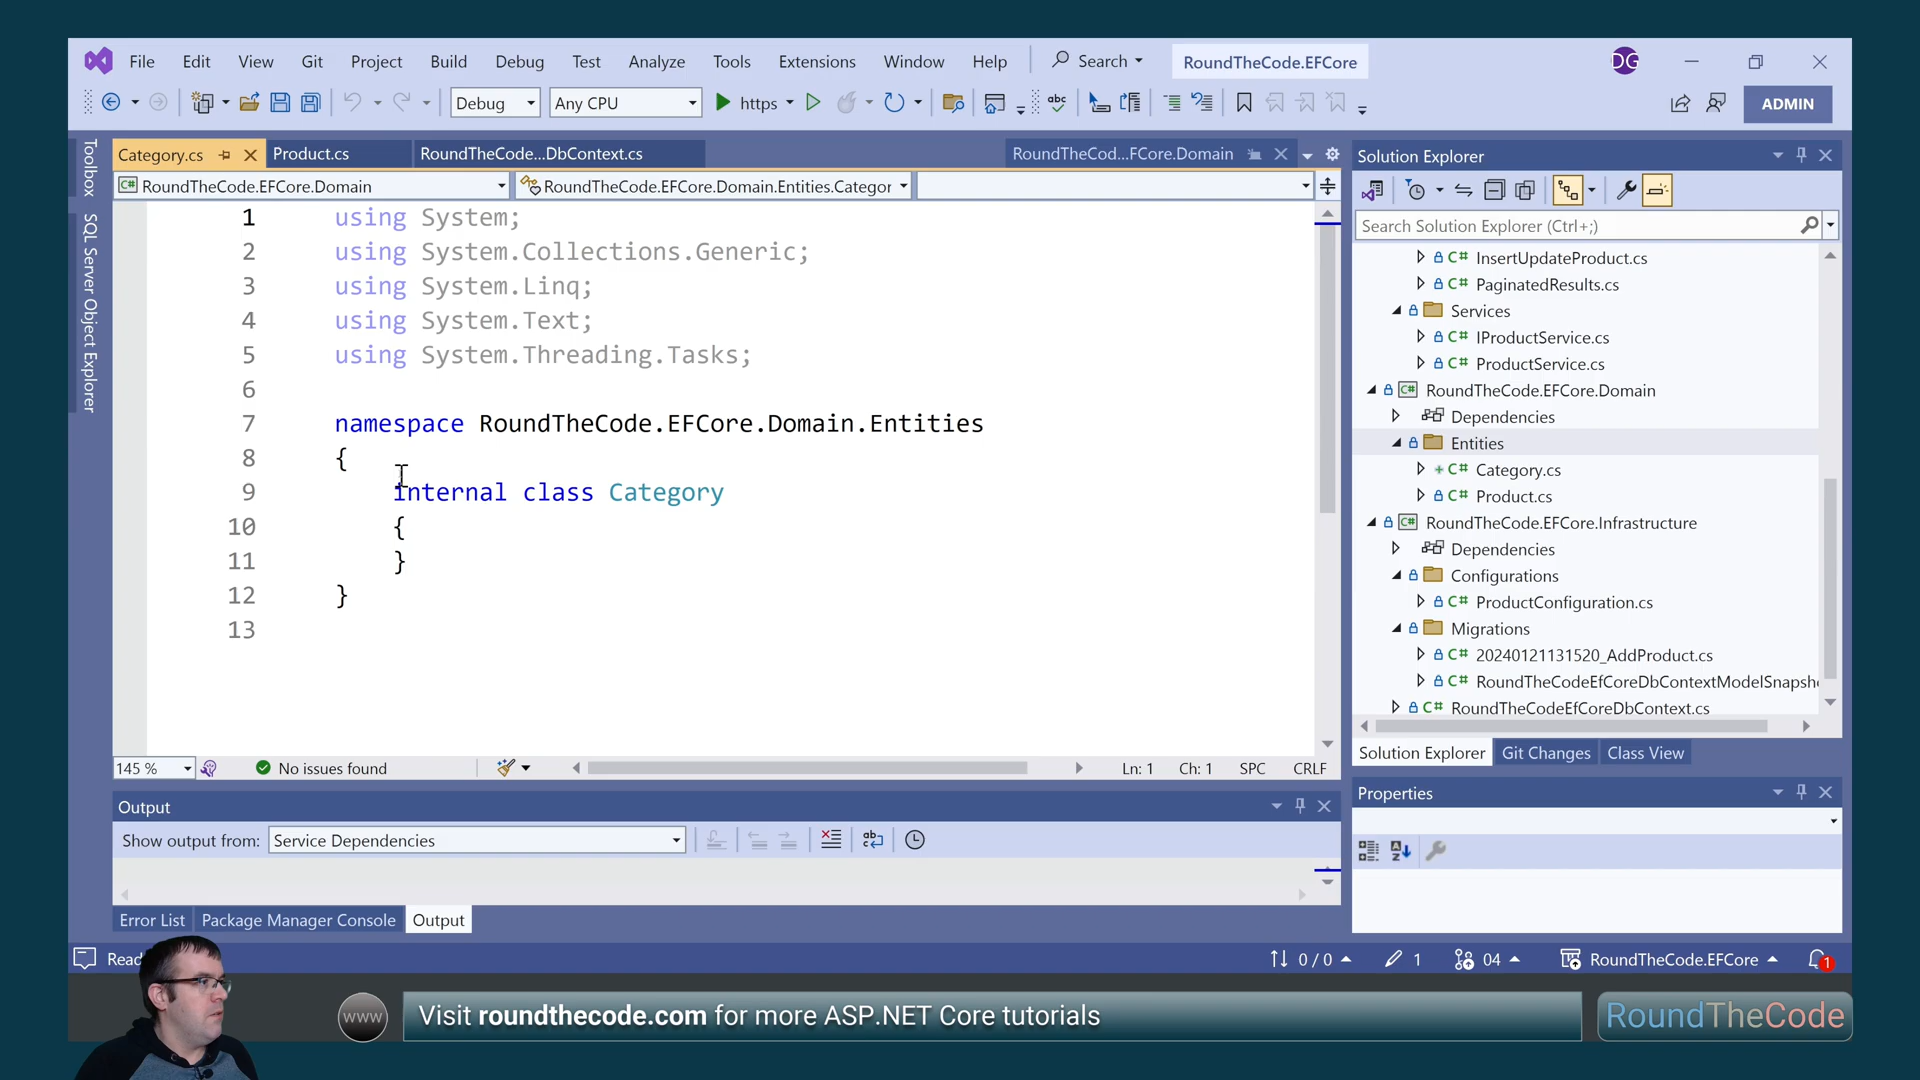 File Edit View Git Project Build Debug Test Analyze Tools Extensions Window Help Search RoundTheCode.EFCore DG
Debug Any CPU https ADMIN
Category.cs Product.cs RoundTheCode...DbContext.cs RoundTheCod...FCore.Domain
RoundTheCode.EFCore.Domain RoundTheCode.EFCore.Domain.Entities.Categor
Toolbox
SQL Server Object Explorer
1 using System;
2 using System.Collections.Generic;
3 using System.Linq;
4 using System.Text;
5 using System.Threading.Tasks;
6
7 namespace RoundTheCode.EFCore.Domain.Entities
8 {
9 internal class Category
10 {
11 }
12 }
13
145 % No issues found Ln: 1 Ch: 1 SPC CRLF
Output
Show output from: Service Dependencies
Error List Package Manager Console Output
Solution Explorer
Search Solution Explorer (Ctrl+;)
C# InsertUpdateProduct.cs
C# PaginatedResults.cs
Services
C# IProductService.cs
C# ProductService.cs
C# RoundTheCode.EFCore.Domain
Dependencies
Entities
+ C# Category.cs
C# Product.cs
C# RoundTheCode.EFCore.Infrastructure
Dependencies
Configurations
C# ProductConfiguration.cs
Migrations
C# 20240121131520_AddProduct.cs
C# RoundTheCodeEfCoreDbContextModelSnapsh
C# RoundTheCodeEfCoreDbContext.cs
Solution Explorer Git Changes Class View
Properties
0 / 0 1 04 RoundTheCode.EFCore 1
www Visit roundthecode.com for more ASP.NET Core tutorials RoundTheCode